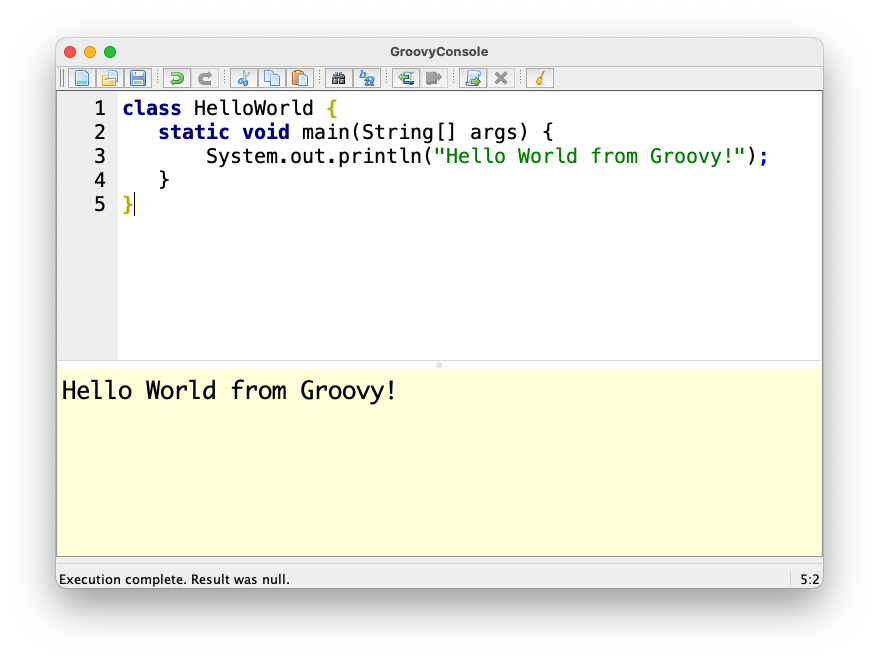 GroovyConsole
1 class HelloWorld {
2    static void main(String[] args) {
3        System.out.println("Hello World from Groovy!");
4    }
5 }
Hello World from Groovy!
Execution complete. Result was null. 5:2